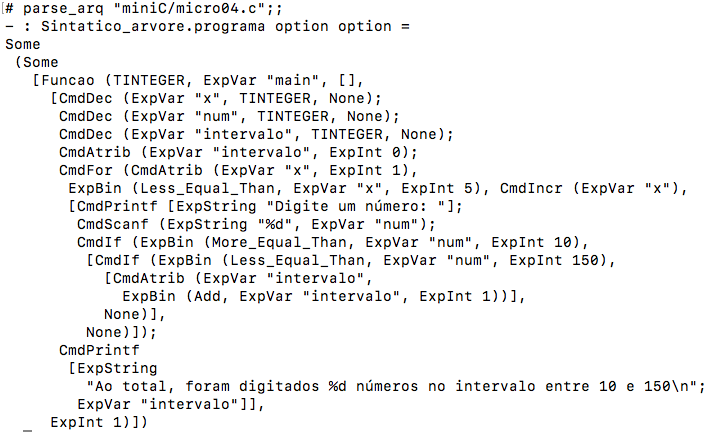 # parse_arq "miniC/micro04.c";;
- : Sintatico_arvore.programa option option =
Some
 (Some
   [Funcao (TINTEGER, ExpVar "main", [],
     [CmdDec (ExpVar "x", TINTEGER, None);
      CmdDec (ExpVar "num", TINTEGER, None);
      CmdDec (ExpVar "intervalo", TINTEGER, None);
      CmdAtrib (ExpVar "intervalo", ExpInt 0);
      CmdFor (CmdAtrib (ExpVar "x", ExpInt 1),
       ExpBin (Less_Equal_Than, ExpVar "x", ExpInt 5), CmdIncr (ExpVar "x"),
       [CmdPrintf [ExpString "Digite um número: "];
        CmdScanf (ExpString "%d", ExpVar "num");
        CmdIf (ExpBin (More_Equal_Than, ExpVar "num", ExpInt 10),
         [CmdIf (ExpBin (Less_Equal_Than, ExpVar "num", ExpInt 150),
           [CmdAtrib (ExpVar "intervalo",
             ExpBin (Add, ExpVar "intervalo", ExpInt 1))],
           None)],
         None)]);
      CmdPrintf
       [ExpString
         "Ao total, foram digitados %d números no intervalo entre 10 e 150\n";
        ExpVar "intervalo"]],
     ExpInt 1)])